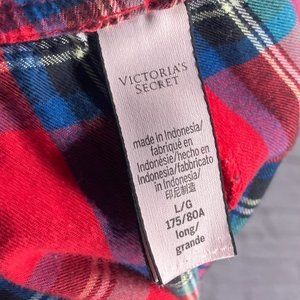 VICTORIA'S
SECRET
made in Indonesia/
fabriqué en
Indonésie/hecho en
Indonesia/fabbricato
in Indonesia/
印尼制造
L/G
175/80A
long/
grande